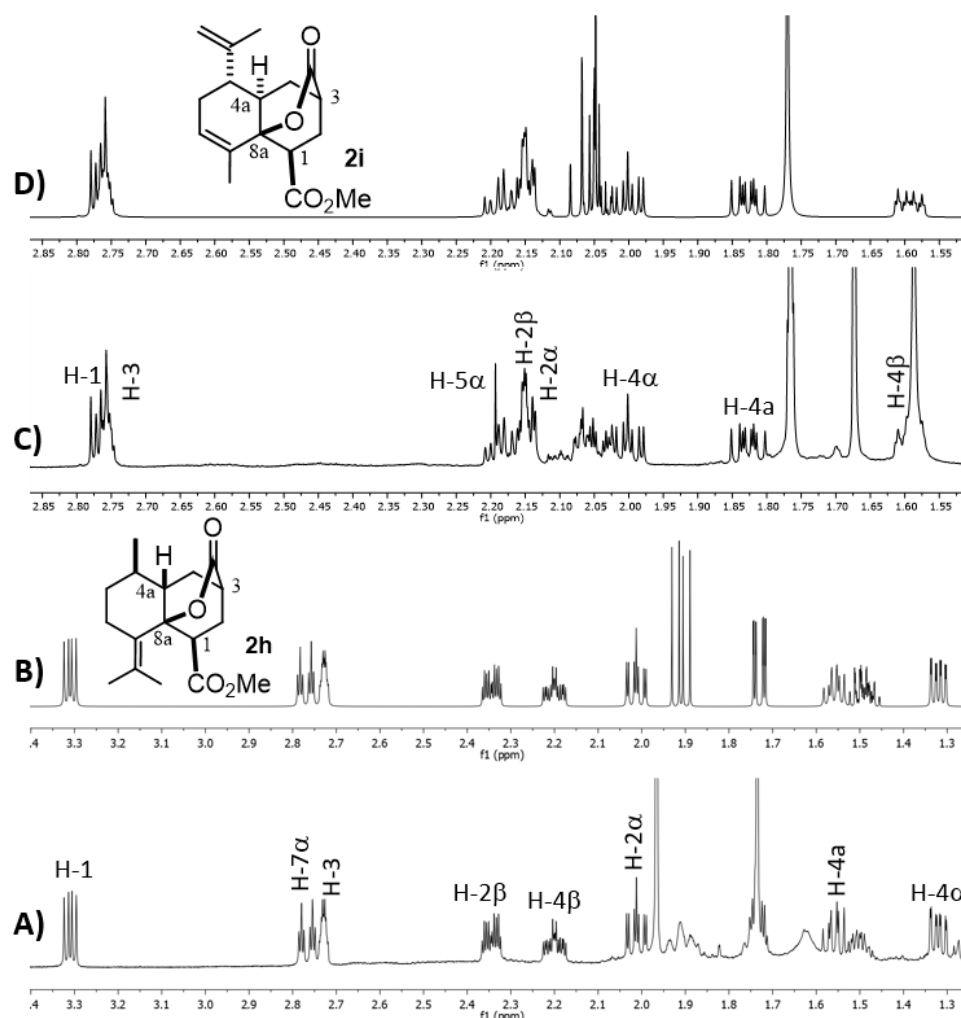 O
H
4a
3
O
8a
1
2i
CO2Me
D)
2.85 2.80 2.75 2.70 2.65 2.60 2.55 2.50 2.45 2.40 2.35 2.30 2.25 2.20 2.15 2.10 2.05 2.00 1.95 1.90 1.85 1.80 1.75 1.70 1.65 1.60 1.55
f1 (ppm)
H-1
H-3
H-5α
H-2β
H-2α
H-4α
H-4a
H-4β
C)
2.85 2.80 2.75 2.70 2.65 2.60 2.55 2.50 2.45 2.40 2.35 2.30 2.25 2.20 2.15 2.10 2.05 2.00 1.95 1.90 1.85 1.80 1.75 1.70 1.65 1.60 1.55
f1 (ppm)
O
H
4a
3
O
8a
1
2h
CO2Me
B)
.4 3.3 3.2 3.1 3.0 2.9 2.8 2.7 2.6 2.5 2.4 2.3 2.2 2.1 2.0 1.9 1.8 1.7 1.6 1.5 1.4 1.3
f1 (ppm)
H-1
H-7α
H-3
H-2β
H-4β
H-2α
H-4a
H-4α
A)
.4 3.3 3.2 3.1 3.0 2.9 2.8 2.7 2.6 2.5 2.4 2.3 2.2 2.1 2.0 1.9 1.8 1.7 1.6 1.5 1.4 1.3
f1 (ppm)